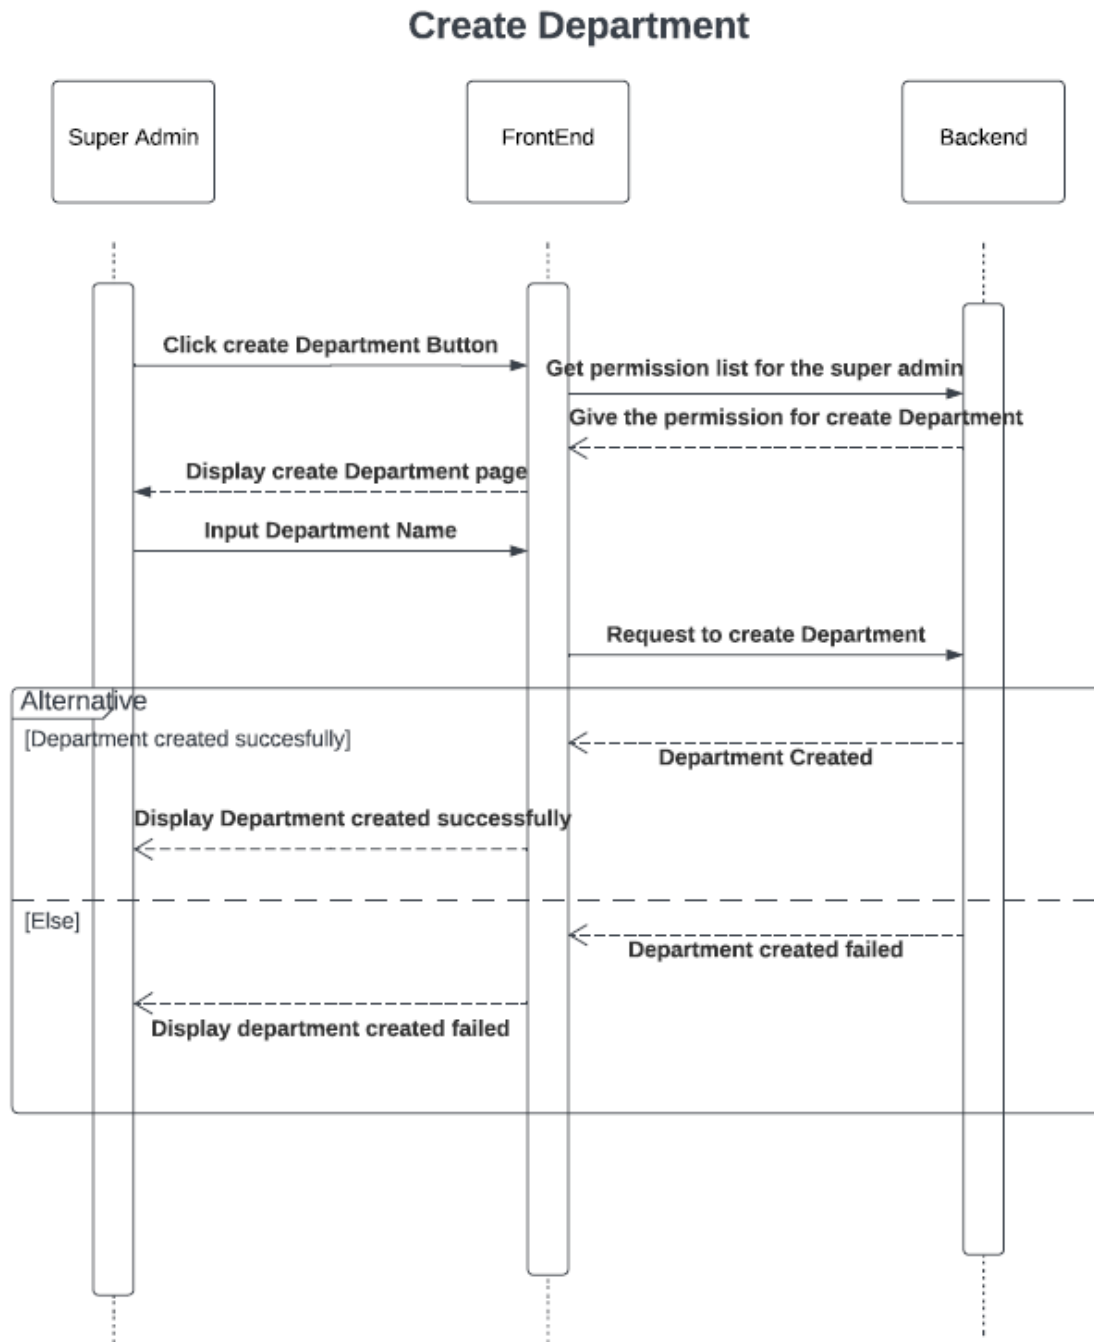 Create Department
Super Admin
FrontEnd
Backend
Click create Department Button
Get permission list for the super admin
Give the permission for create Department
Display create Department page
Input Department Name
Request to create Department
Alternative
[Department created succesfully]
Department Created
Display Department created successfully
[Else]
Department created failed
Display department created failed